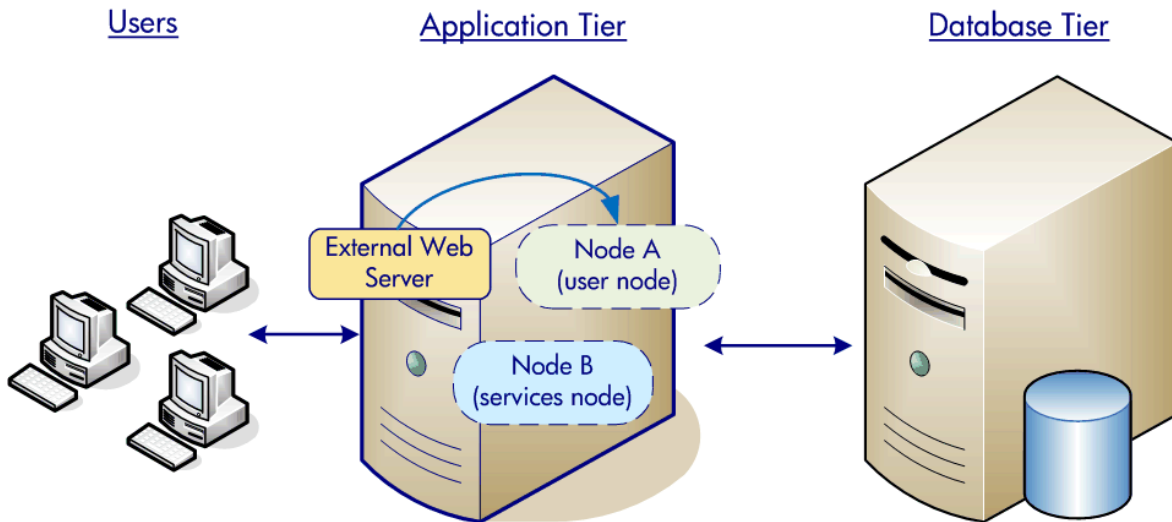 Users
Application Tier
Database Tier
External Web
Server
Node A
(user node)
Node B
(services node)